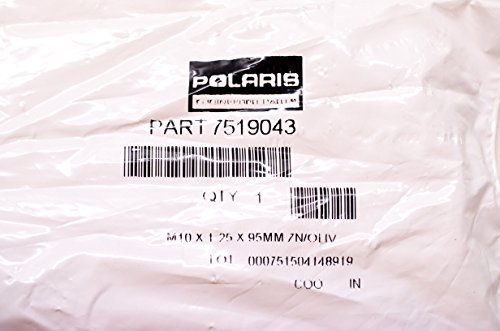 POLARIS
PART 7519043
QTY 1
M10 X 1.25 X 95MM ZN/OLIV
LOT 000751504148919
COO IN